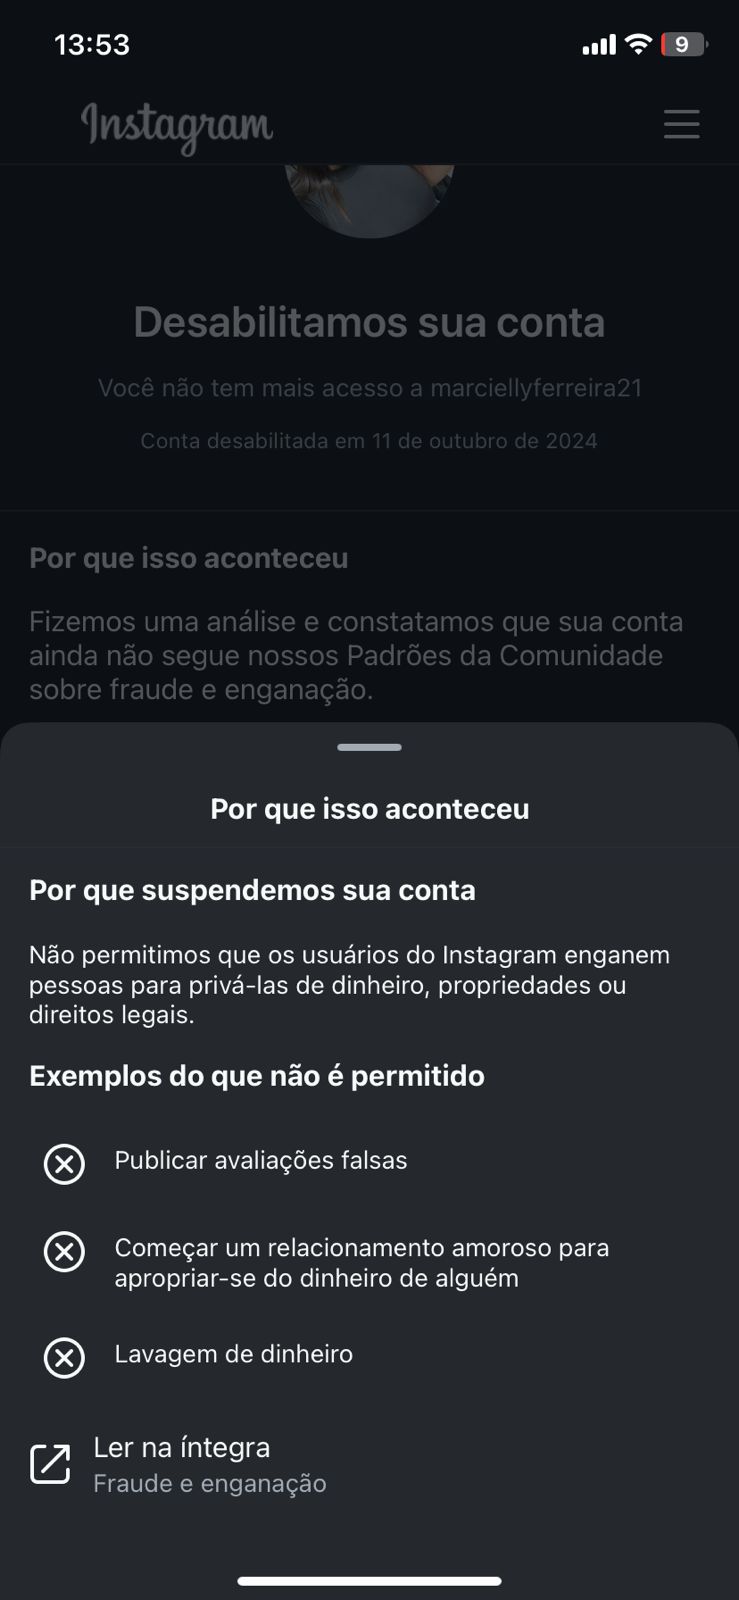 13:53
9
Instagram
Desabilitamos sua conta
Você não tem mais acesso a marciellyferreira21
Conta desabilitada em 11 de outubro de 2024
Por que isso aconteceu
Fizemos uma análise e constatamos que sua conta
ainda não segue nossos Padrões da Comunidade
sobre fraude e enganação.
Por que isso aconteceu
Por que suspendemos sua conta
Não permitimos que os usuários do Instagram enganem
pessoas para privá-las de dinheiro, propriedades ou
direitos legais.
Exemplos do que não é permitido
Publicar avaliações falsas
Começar um relacionamento amoroso para
apropriar-se do dinheiro de alguém
Lavagem de dinheiro
Ler na íntegra
Fraude e enganação